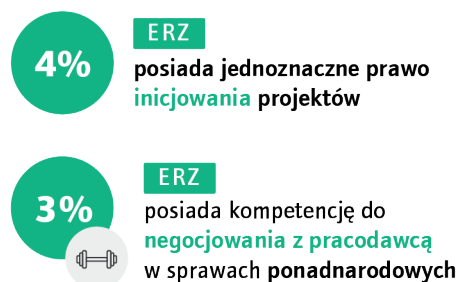 4%
ERZ
posiada jednoznaczne prawo
inicjowania projektów
3%
ERZ
posiada kompetencję do
negocjowania z pracodawcą
w sprawach ponadnarodowych